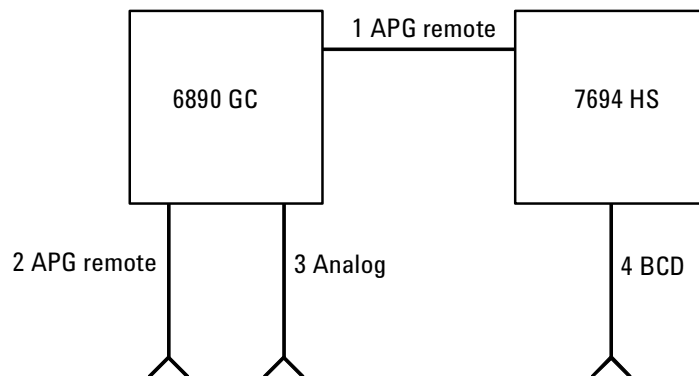 1 APG remote
6890 GC
7694 HS
2 APG remote
3 Analog
4 BCD